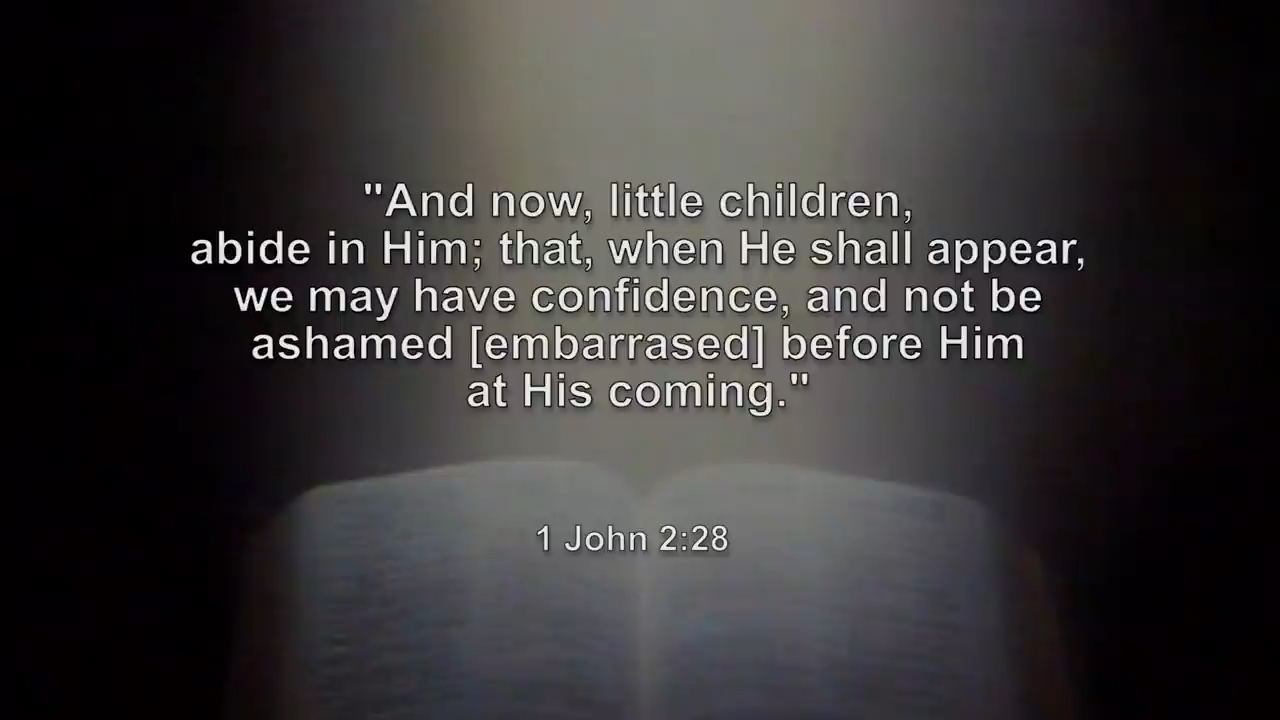 "And now, little children,
abide in Him; that, when He shall appear,
we may have confidence, and not be
ashamed [embarrased] before Him
at His coming."
1 John 2:28